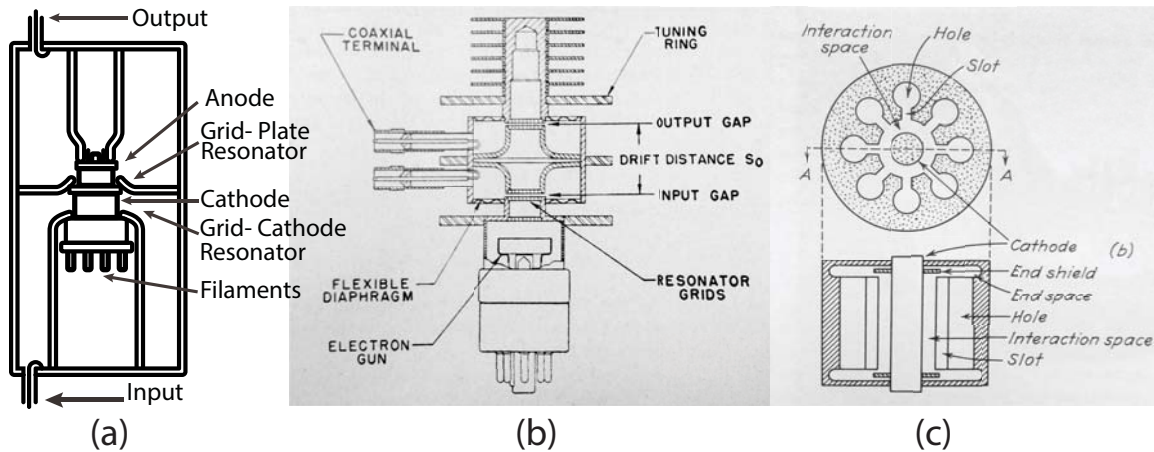 Output
Anode
Grid- Plate
Resonator
Cathode
Grid- Cathode
Resonator
Filaments
Input
(a)
COAXIAL
TERMINAL
TUNING
RING
OUTPUT GAP
DRIFT DISTANCE S₀
INPUT GAP
FLEXIBLE
DIAPHRAGM
RESONATOR
GRIDS
ELECTRON
GUN
(b)
Interaction
space
Hole
Slot
A
A
Cathode
(b)
End shield
End space
Hole
Interaction space
Slot
(c)